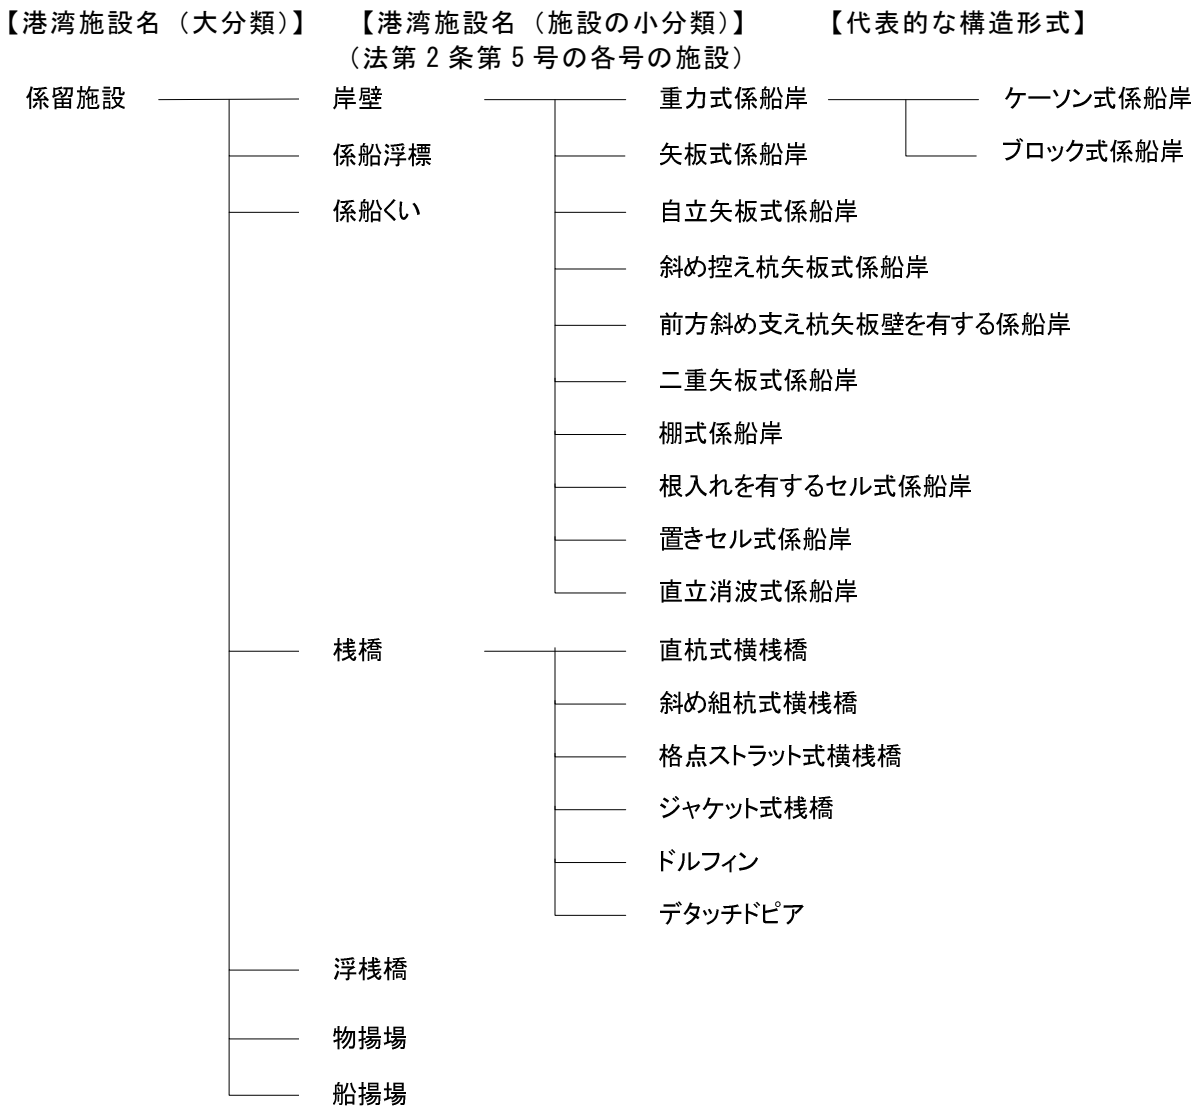 【港湾施設名（大分類）】 【港湾施設名（施設の小分類）】 【代表的な構造形式】
（法第２条第５号の各号の施設）
係留施設 岸壁 重力式係船岸 ケーソン式係船岸
係船浮標 矢板式係船岸 ブロック式係船岸
係船くい 自立矢板式係船岸
斜め控え杭矢板式係船岸
前方斜め支え杭矢板壁を有する係船岸
二重矢板式係船岸
棚式係船岸
根入れを有するセル式係船岸
置きセル式係船岸
直立消波式係船岸
桟橋 直杭式横桟橋
斜め組杭式横桟橋
格点ストラット式横桟橋
ジャケット式桟橋
ドルフィン
デタッチドピア
浮桟橋
物揚場
船揚場